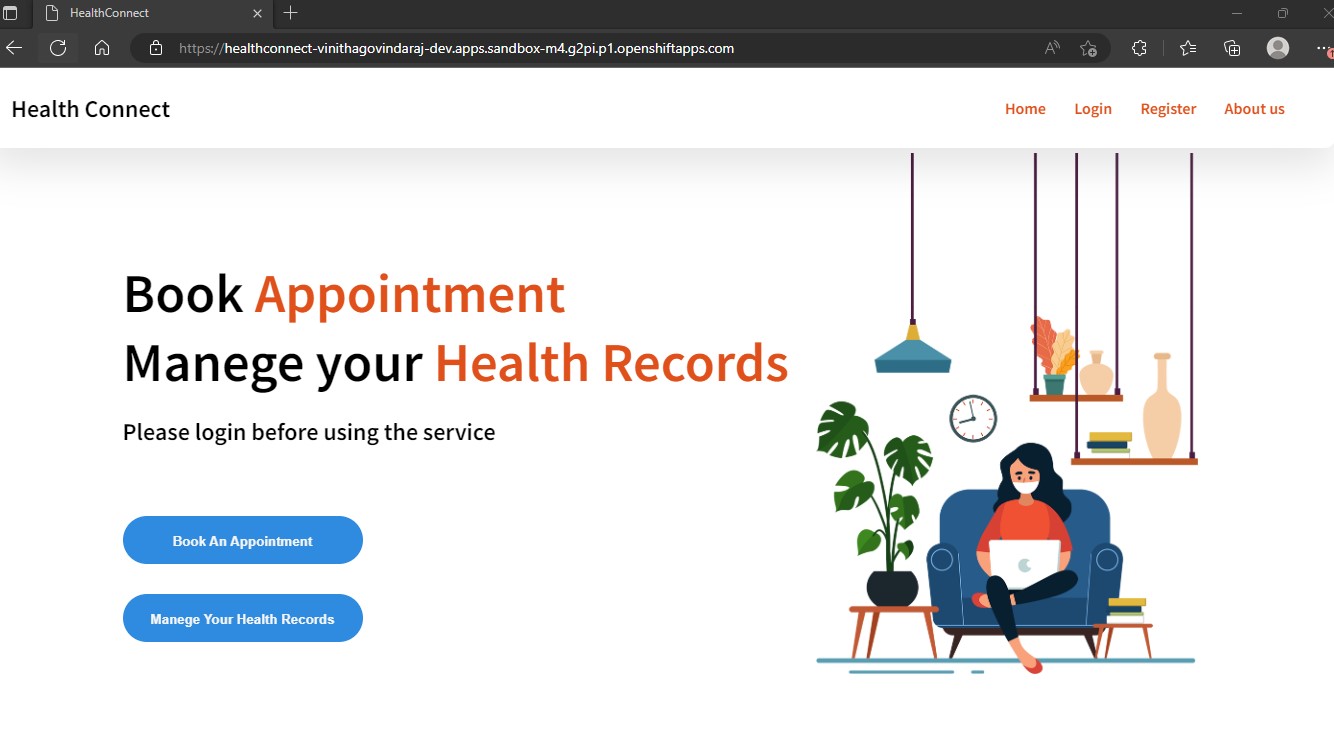 HealthConnect
https://healthconnect-vinithagovindaraj-dev.apps.sandbox-m4.g2pi.p1.openshiftapps.com
Health Connect
Home Login Register About us
Book Appointment
Manege your Health Records
Please login before using the service
Book An Appointment
Manege Your Health Records